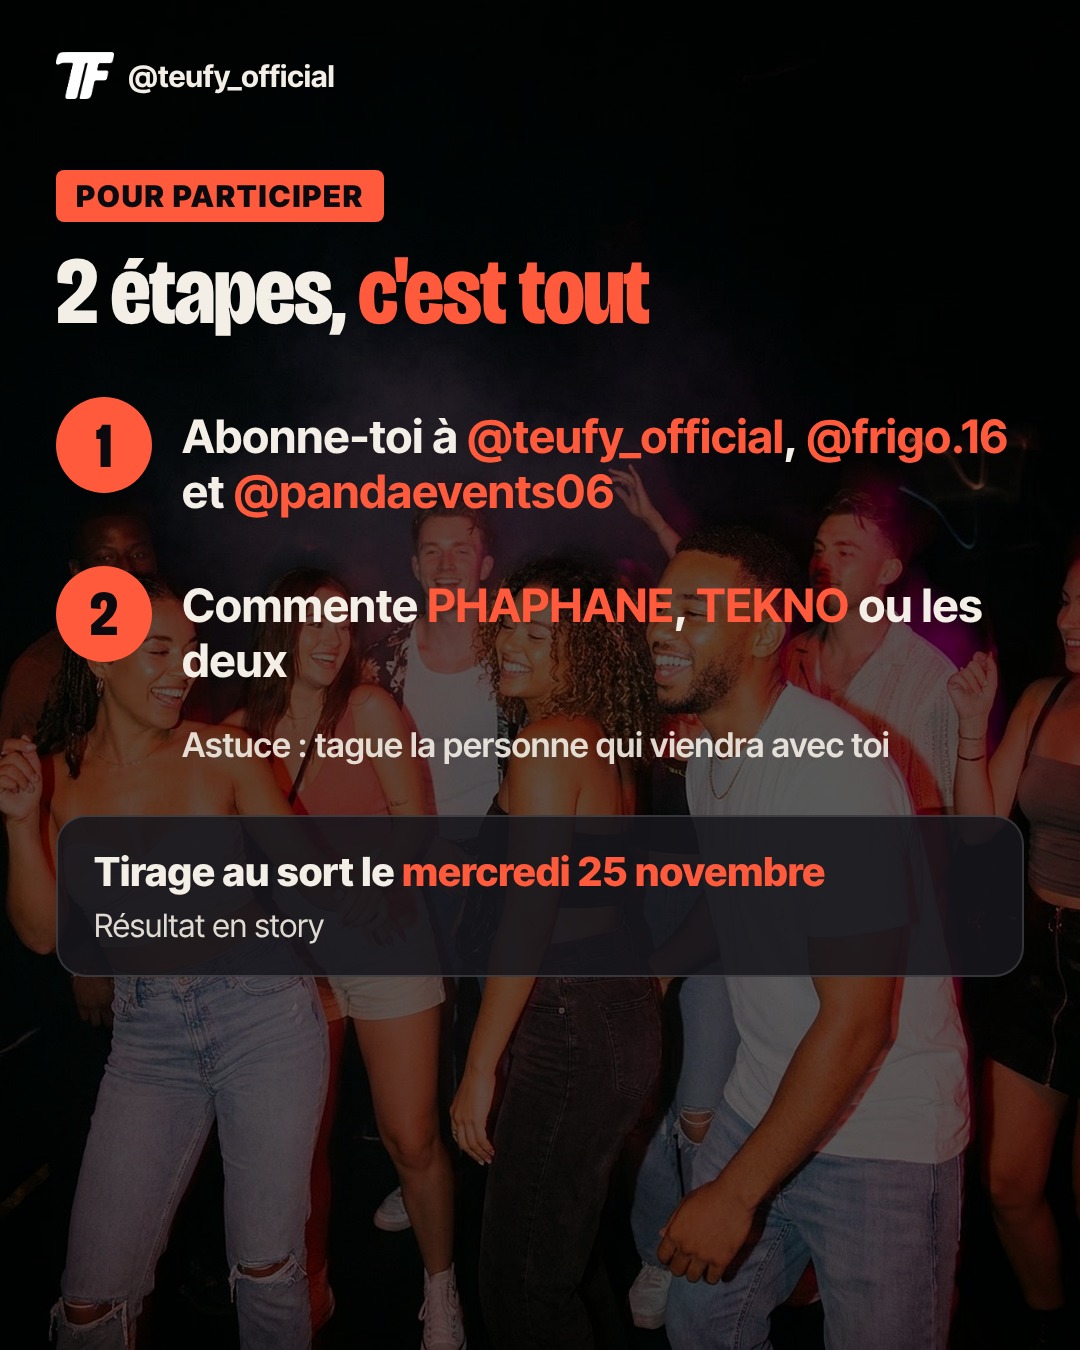 TF @teufy_official
POUR PARTICIPER
2 étapes, c'est tout
1
Abonne-toi à @teufy_official, @frigo.16
et @pandaevents06
2
Commente PHAPHANE, TEKNO ou les
deux
Astuce : tague la personne qui viendra avec toi
Tirage au sort le mercredi 25 novembre
Résultat en story